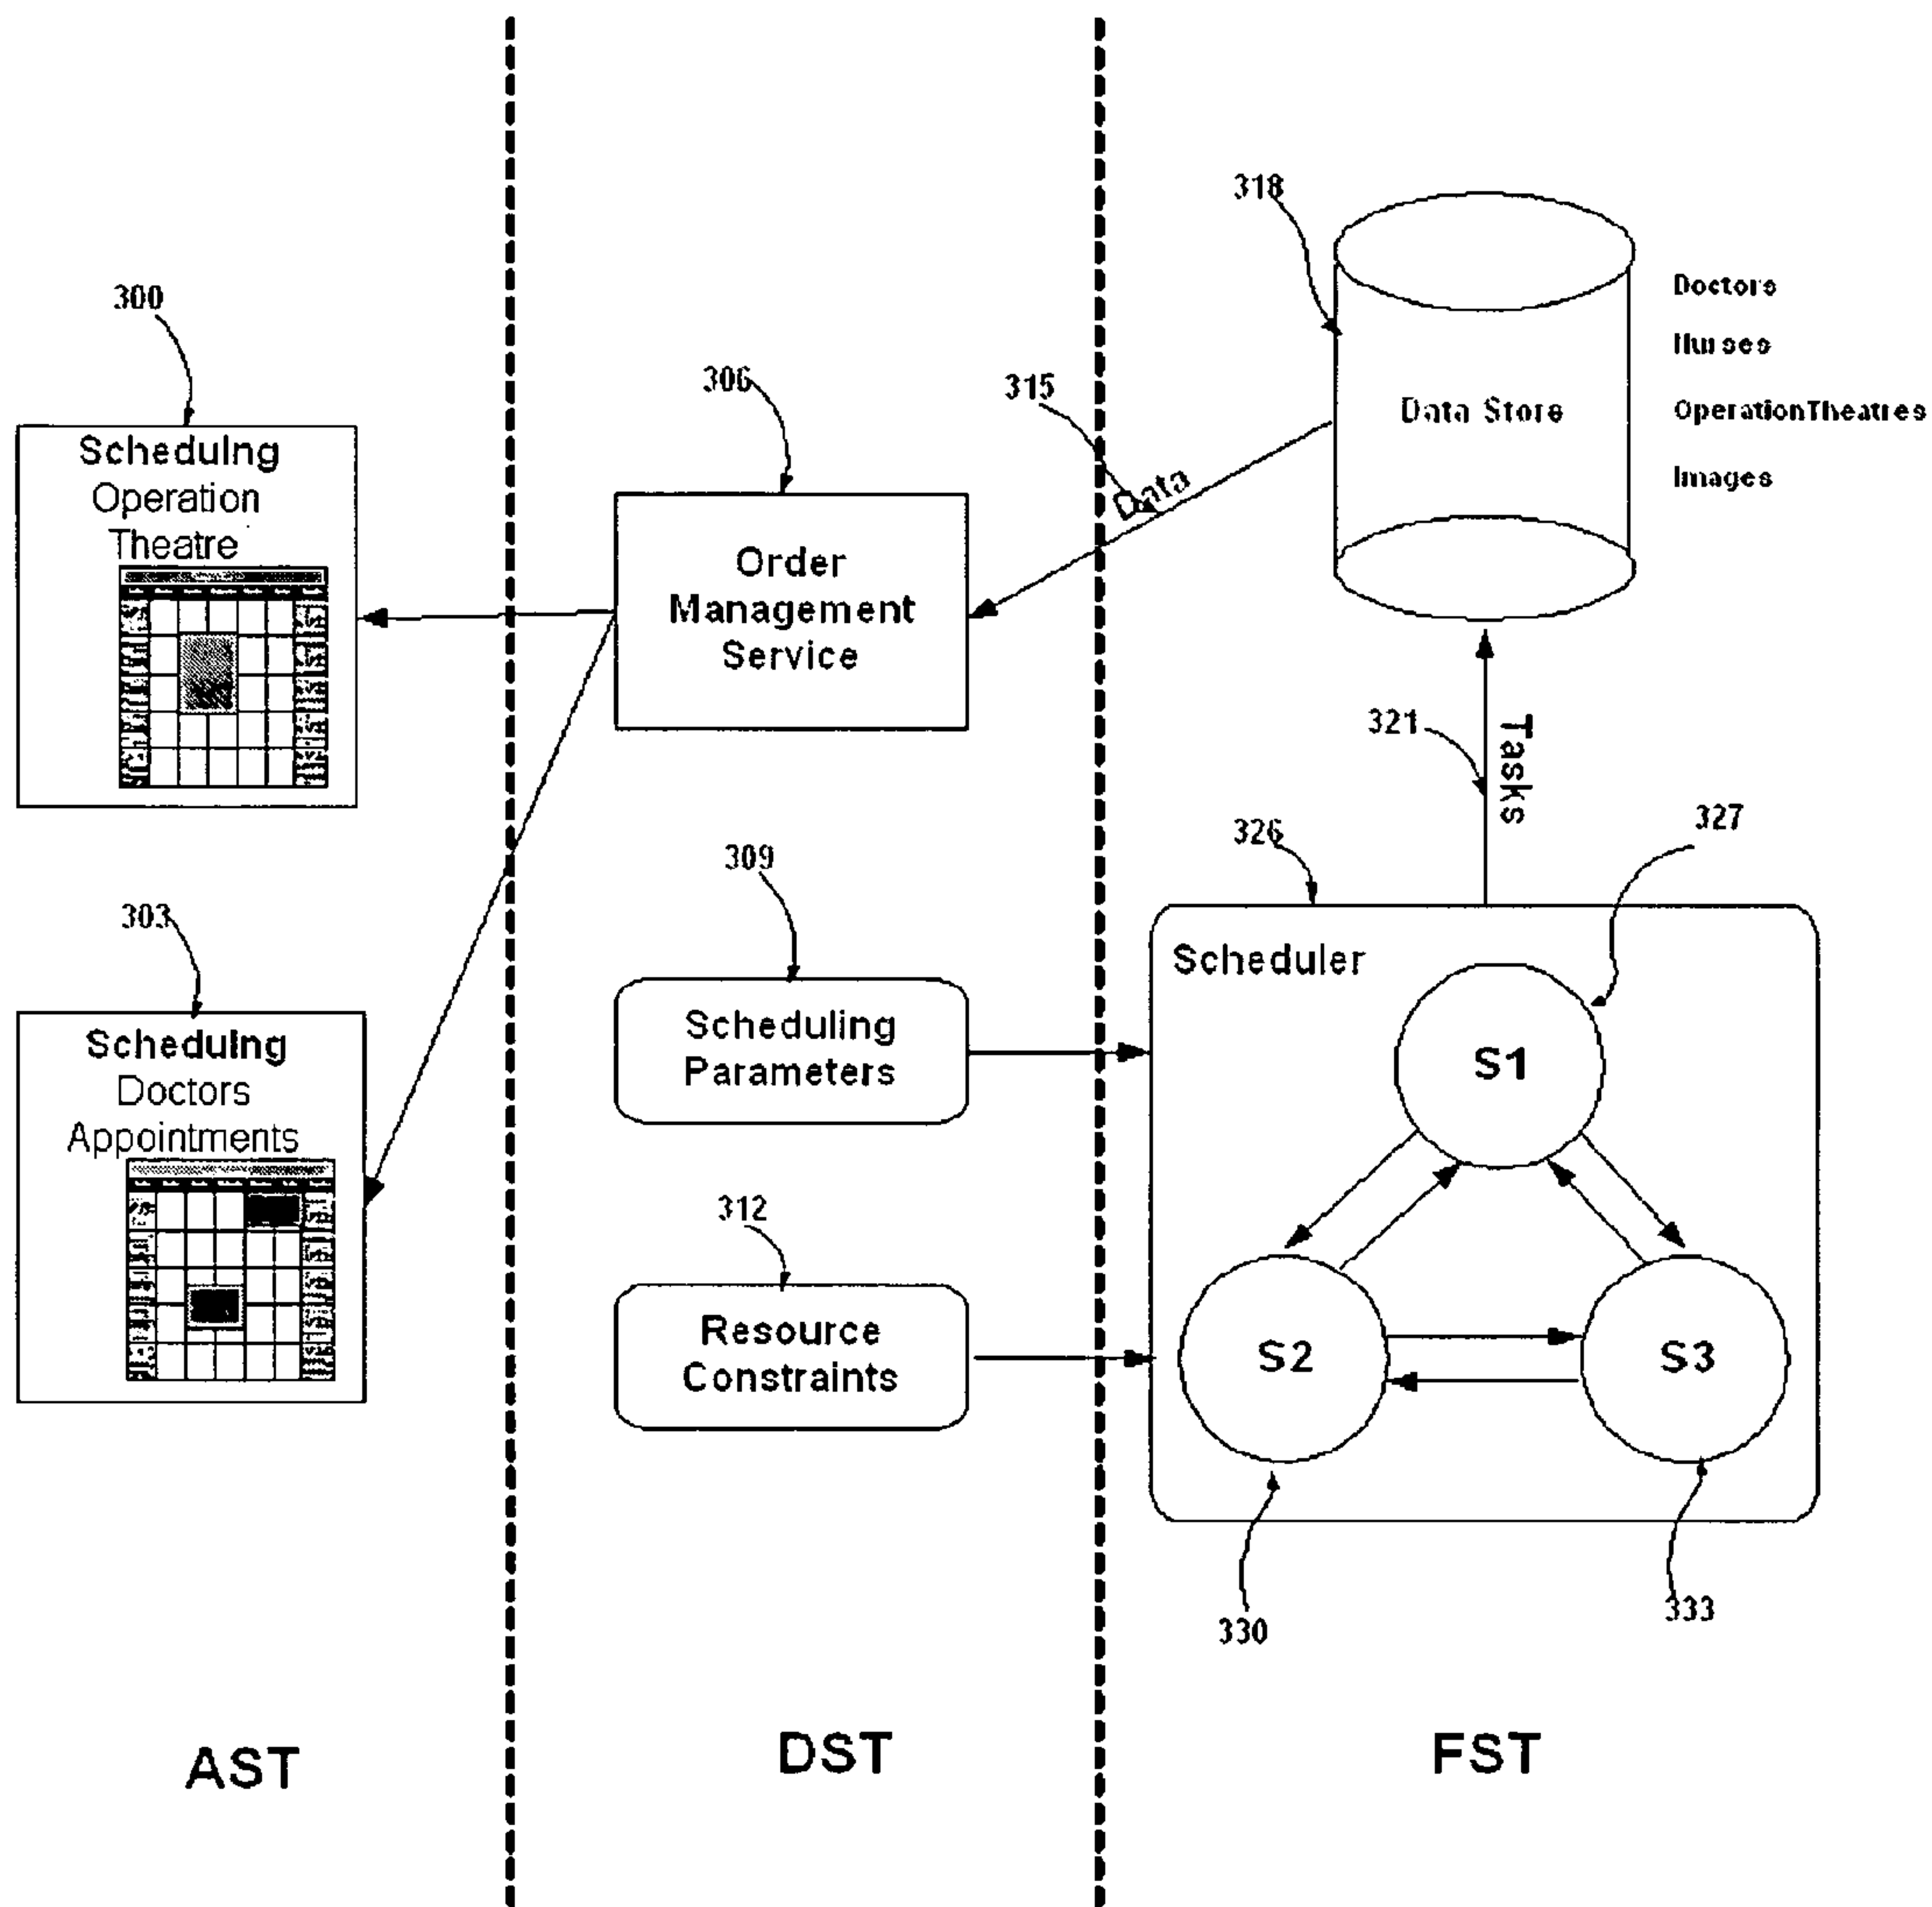 318
Doctors
300
Nurses
306
315
Data Store
OperationTheatres
Schedulng
Operation
Theatre
Images
Data
Order
Management
Service
321
Tasks
326
327
309
303
Scheduler
Schedulng
Doctors
Appointments
Scheduling
Parameters
S1
312
Resource
Constraints
S2
S3
330
333
AST
DST
FST